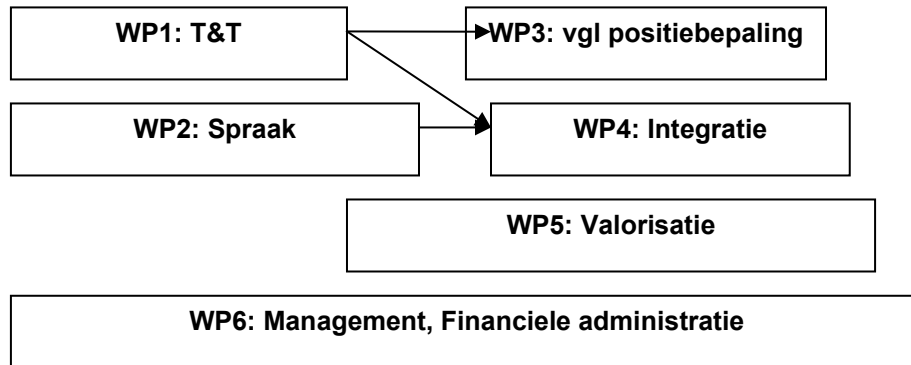 WP1: T&T
WP3: vgl positiebepaling
WP2: Spraak
WP4: Integratie
WP5: Valorisatie
WP6: Management, Financiele administratie